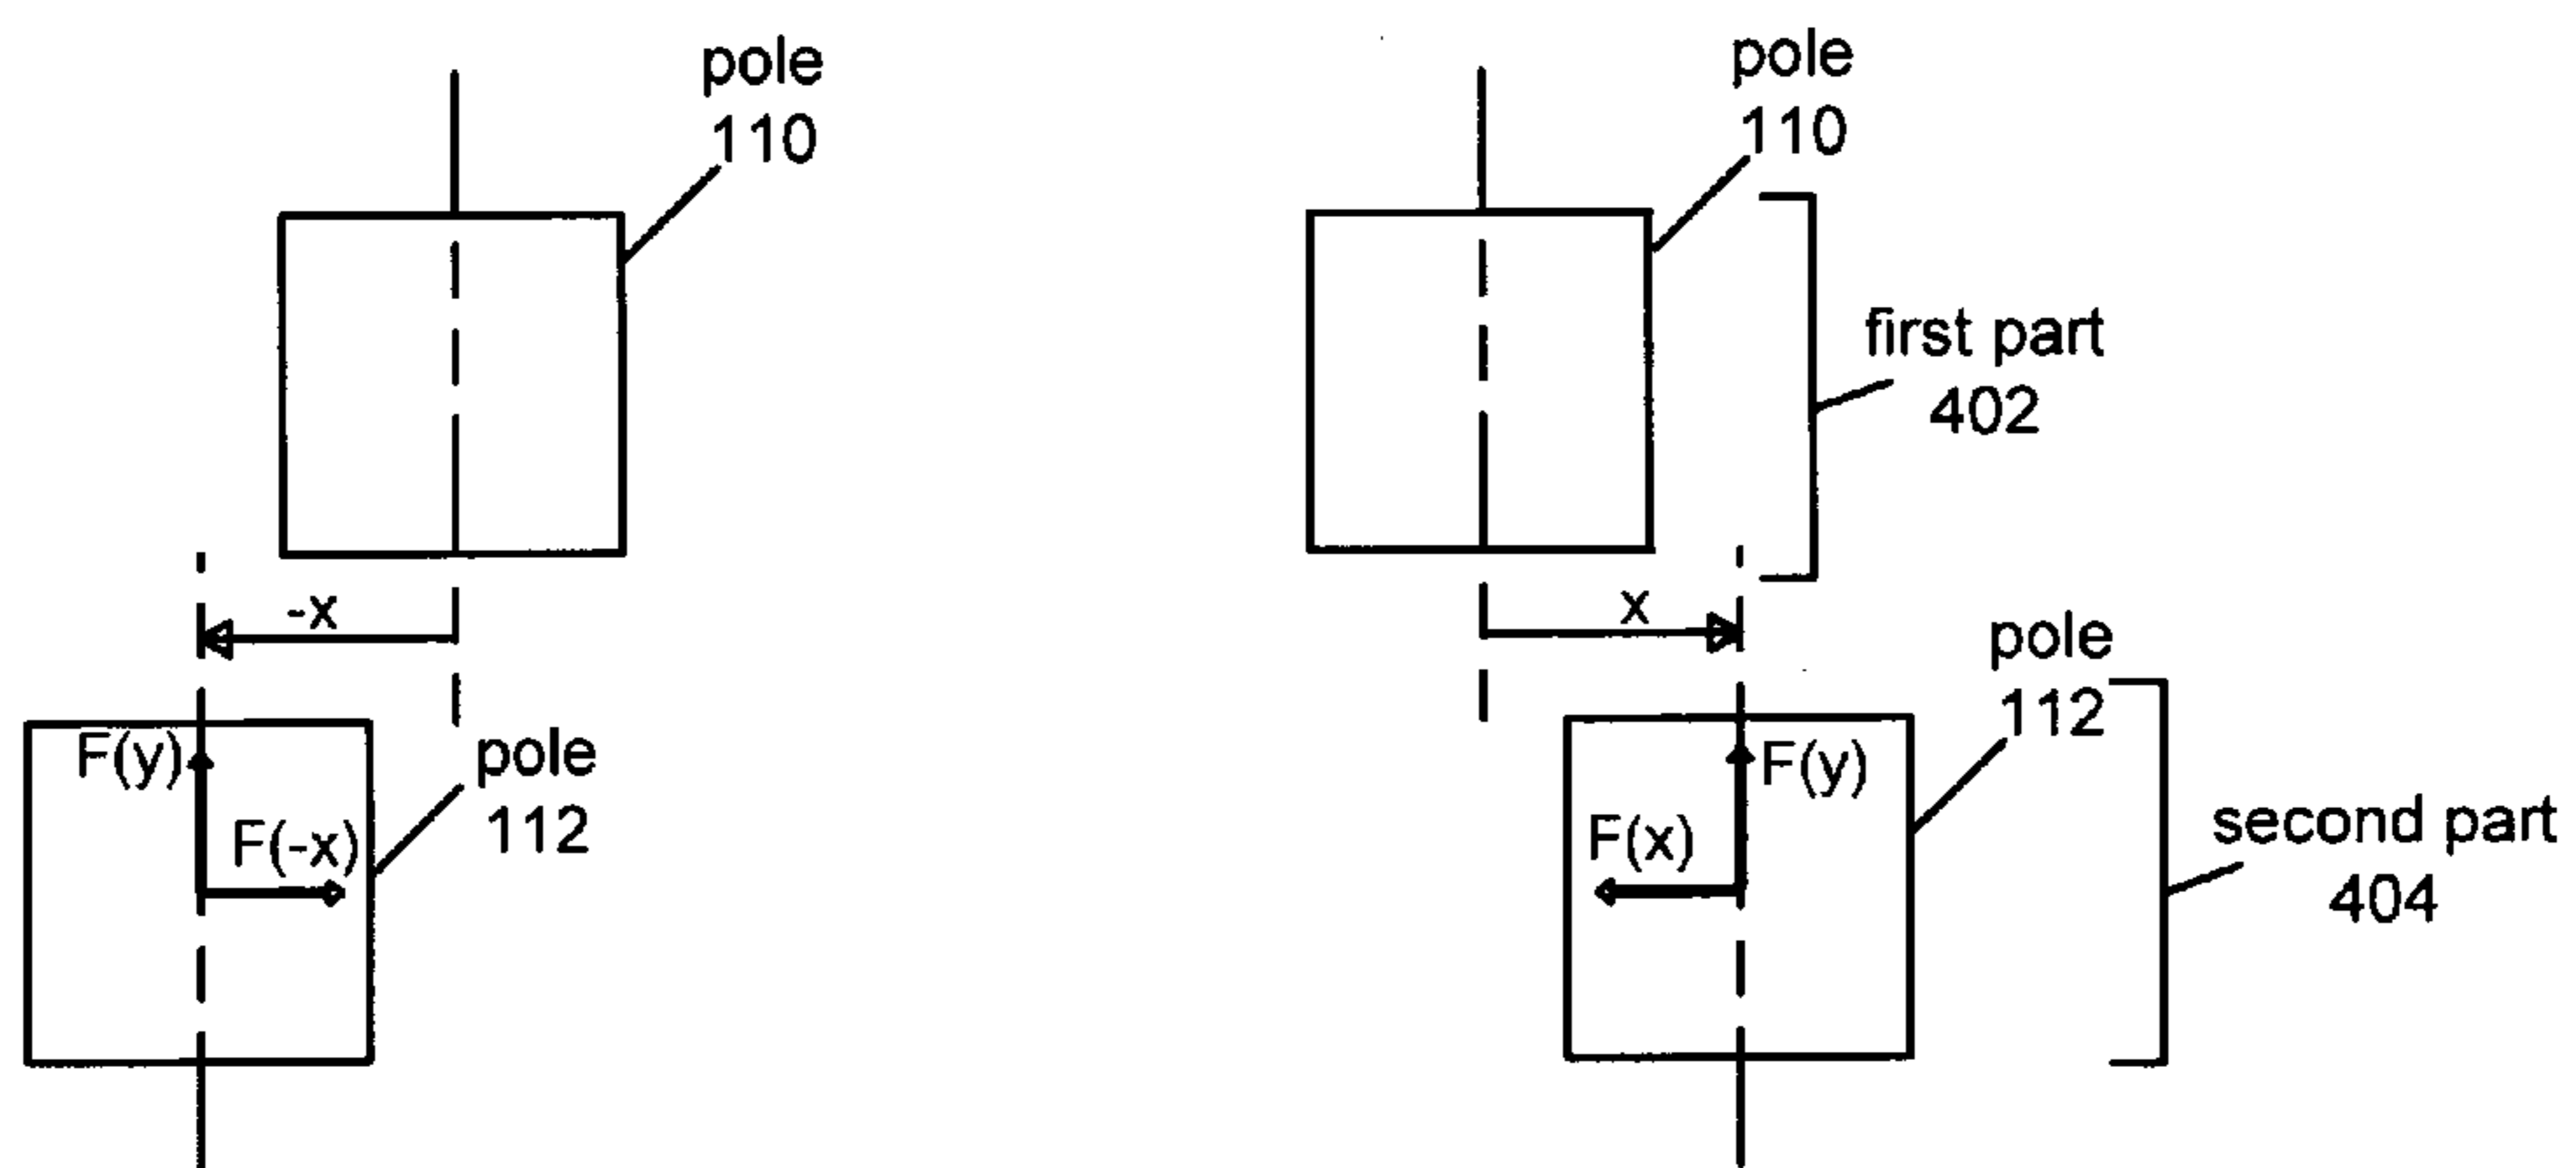 pole
110
-x
F(y)
F(-x)
pole
112
pole
110
first part
402
x
pole
112
F(y)
F(x)
second part
404